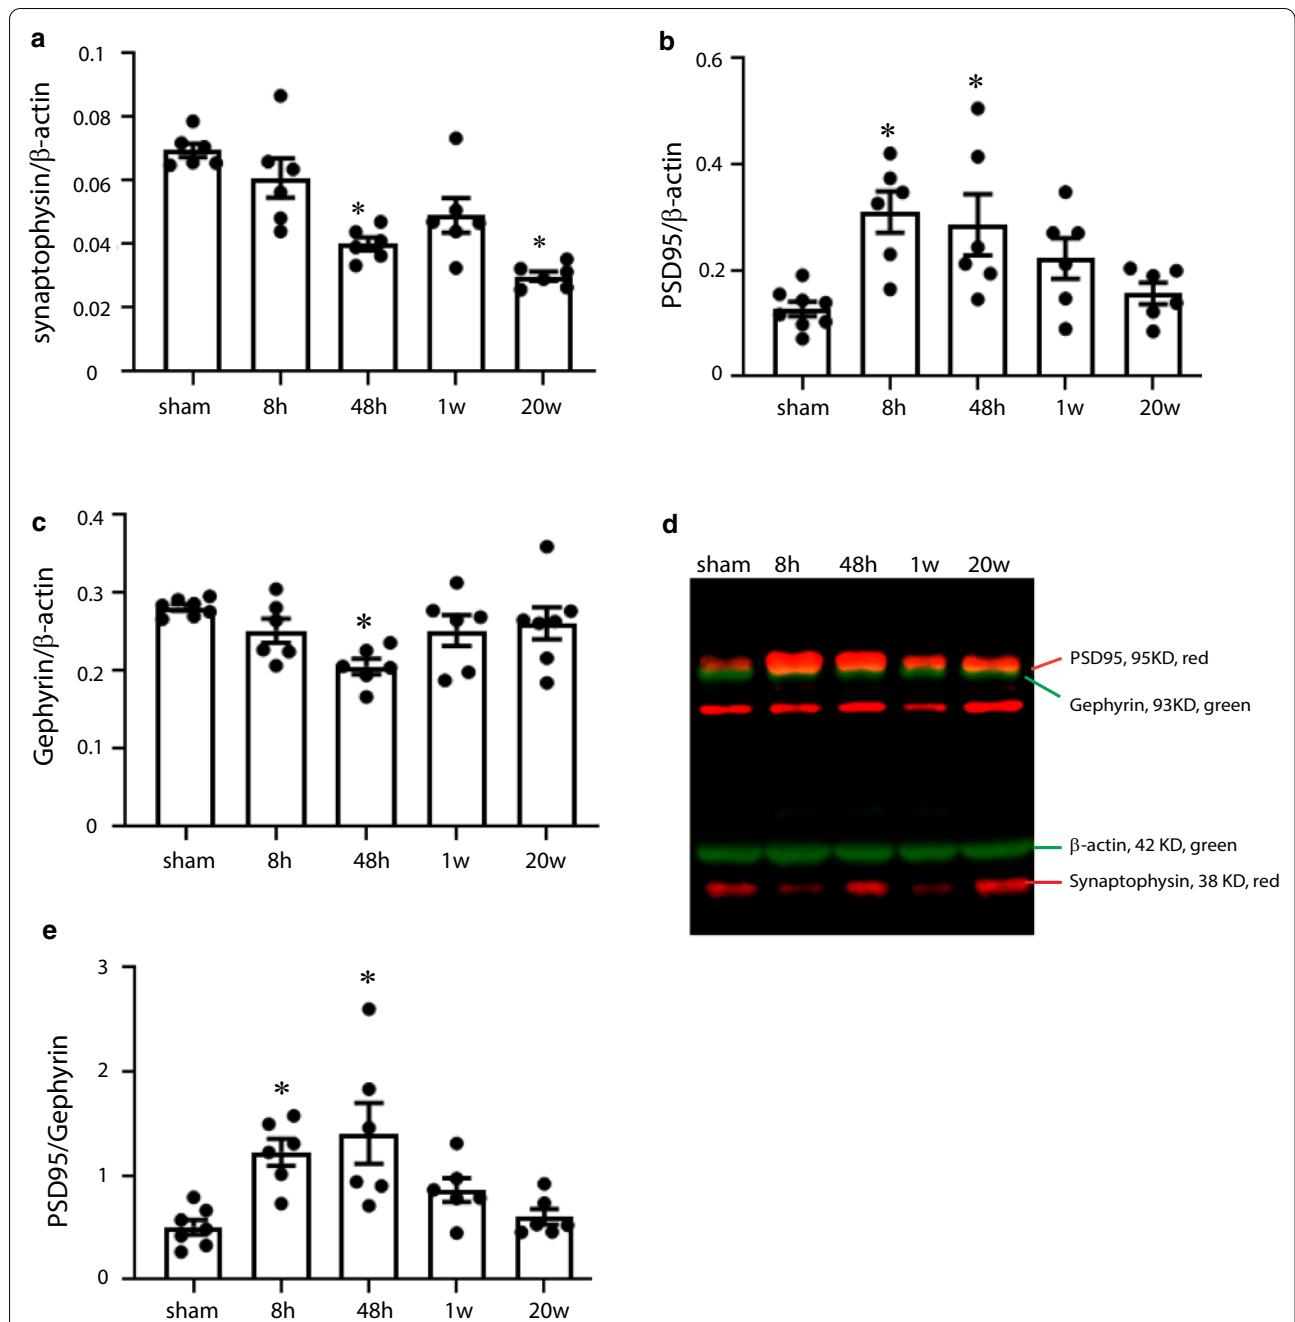 a
synaptophysin/β-actin
0.1
0.08
0.06
0.04
0.02
0
*
*
sham 8h 48h 1w 20w
b
PSD95/β-actin
0.6
0.4
0.2
0
*
*
sham 8h 48h 1w 20w
c
Gephyrin/β-actin
0.4
0.3
0.2
0.1
0
*
sham 8h 48h 1w 20w
d
sham 8h 48h 1w 20w
PSD95, 95KD, red
Gephyrin, 93KD, green
β-actin, 42 KD, green
Synaptophysin, 38 KD, red
e
PSD95/Gephyrin
3
2
1
0
*
*
sham 8h 48h 1w 20w